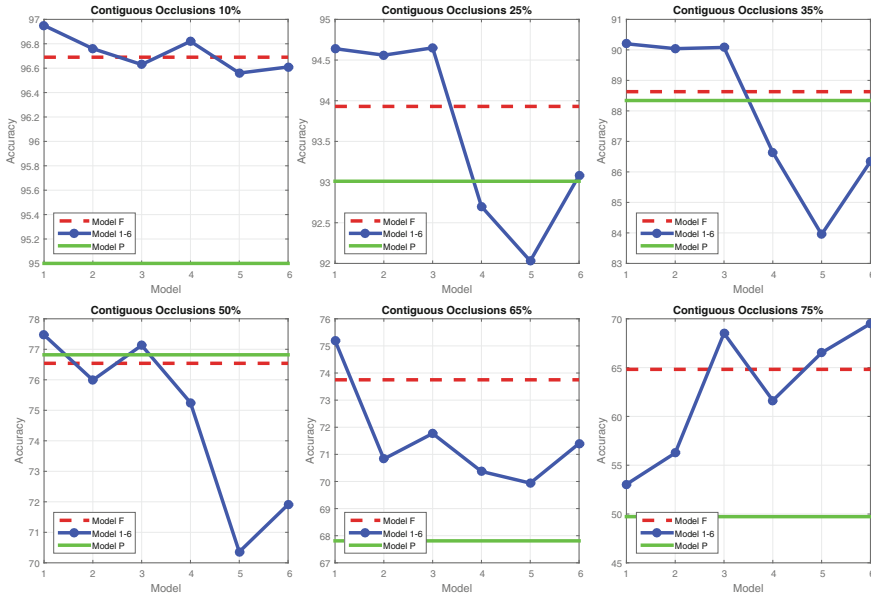 Contiguous Occlusions 10%
97
96.8
96.6
96.4
96.2
96
95.8
95.6
95.4
95.2
95
Accuracy
Model F
Model 1-6
Model P
1 2 3 4 5 6
Model
Contiguous Occlusions 25%
95
94.5
94
93.5
93
92.5
92
Accuracy
Model F
Model 1-6
Model P
1 2 3 4 5 6
Model
Contiguous Occlusions 35%
91
90
89
88
87
86
85
84
83
Accuracy
Model F
Model 1-6
Model P
1 2 3 4 5 6
Model
Contiguous Occlusions 50%
78
77
76
75
74
73
72
71
70
Accuracy
Model F
Model 1-6
Model P
1 2 3 4 5 6
Model
Contiguous Occlusions 65%
76
75
74
73
72
71
70
69
68
67
Accuracy
Model F
Model 1-6
Model P
1 2 3 4 5 6
Model
Contiguous Occlusions 75%
70
65
60
55
50
45
Accuracy
Model F
Model 1-6
Model P
1 2 3 4 5 6
Model